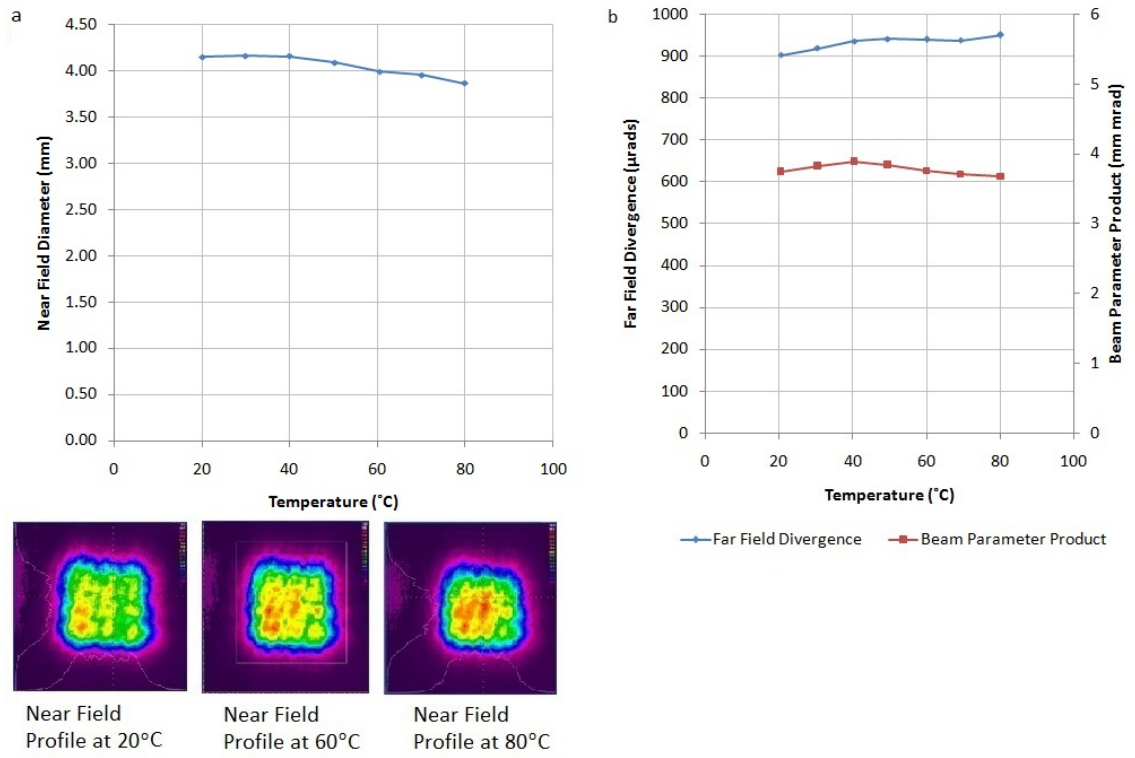 a
4.50
4.00
3.50
3.00
2.50
2.00
1.50
1.00
0.50
0.00
Near Field Diameter (mm)
0 20 40 60 80 100
Temperature (˚C)
Near Field
Profile at 20°C
Near Field
Profile at 60°C
Near Field
Profile at 80°C
b
1000
900
800
700
600
500
400
300
200
100
0
Far Field Divergence (µrads)
6
5
4
3
2
1
0
Beam Parameter Product (mm mrad)
0 20 40 60 80 100
Temperature (˚C)
Far Field Divergence
Beam Parameter Product